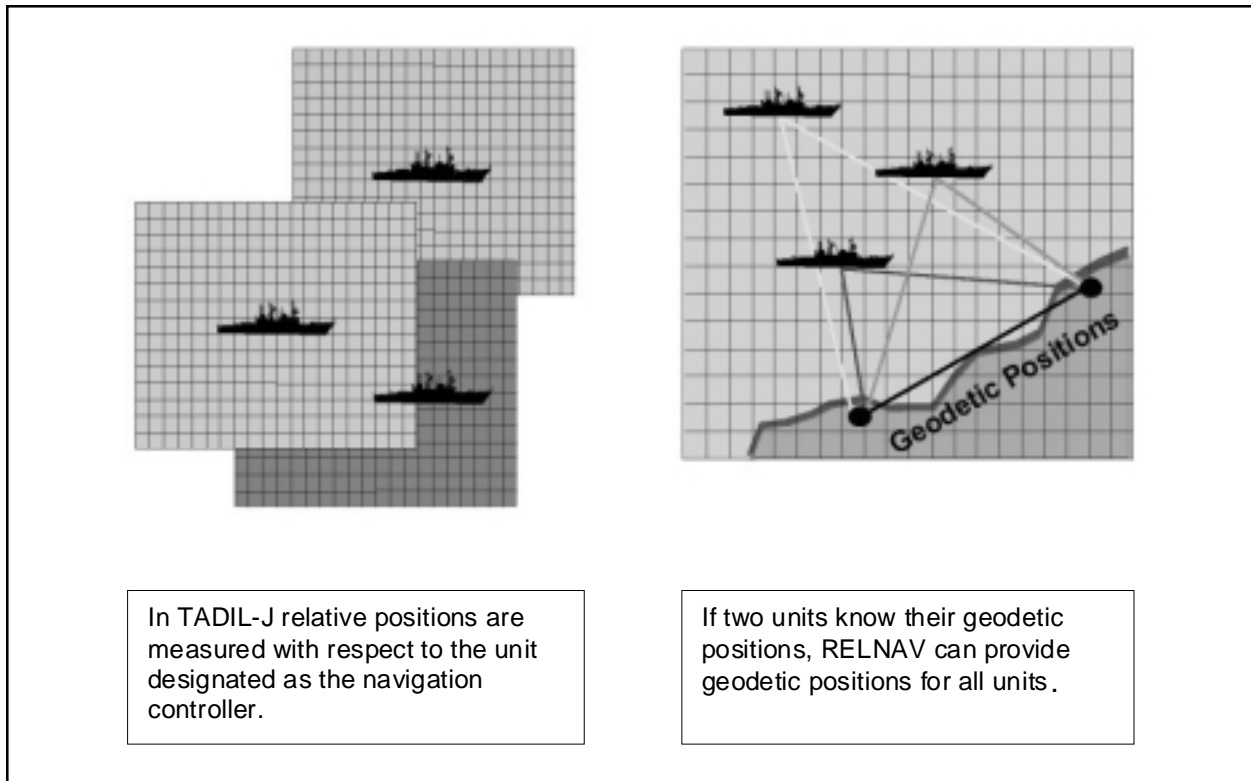 Geodetic Positions
In TADIL-J relative positions are
measured with respect to the unit
designated as the navigation
controller.
If two units know their geodetic
positions, RELNAV can provide
geodetic positions for all units.